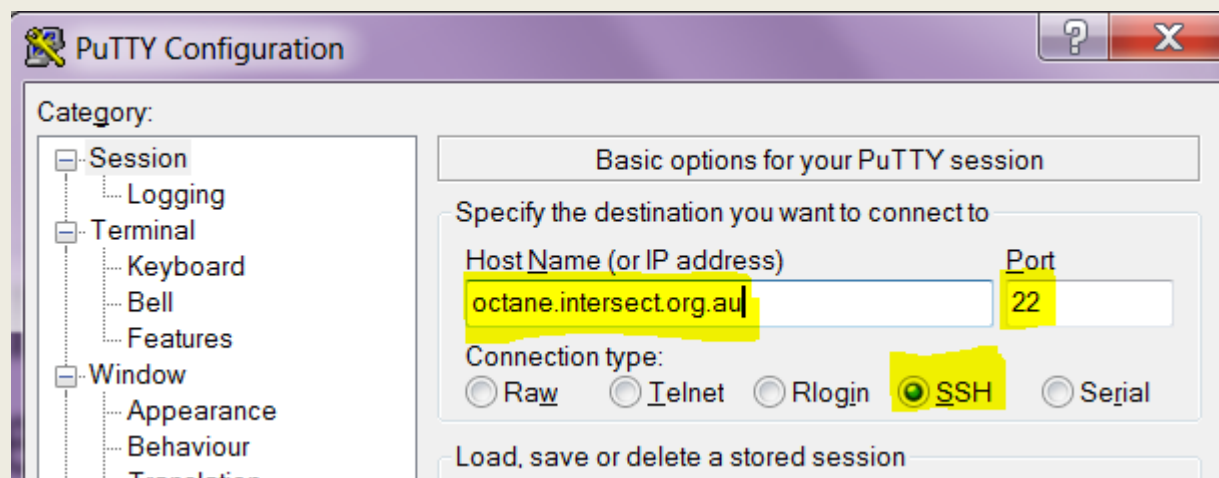 PuTTY Configuration
Category:
Session
Logging
Terminal
Keyboard
Bell
Features
Window
Appearance
Behaviour
Translation
Basic options for your PuTTY session
Specify the destination you want to connect to
Host Name (or IP address) Port
octane.intersect.org.au 22
Connection type:
Raw Telnet Rlogin SSH Serial
Load, save or delete a stored session